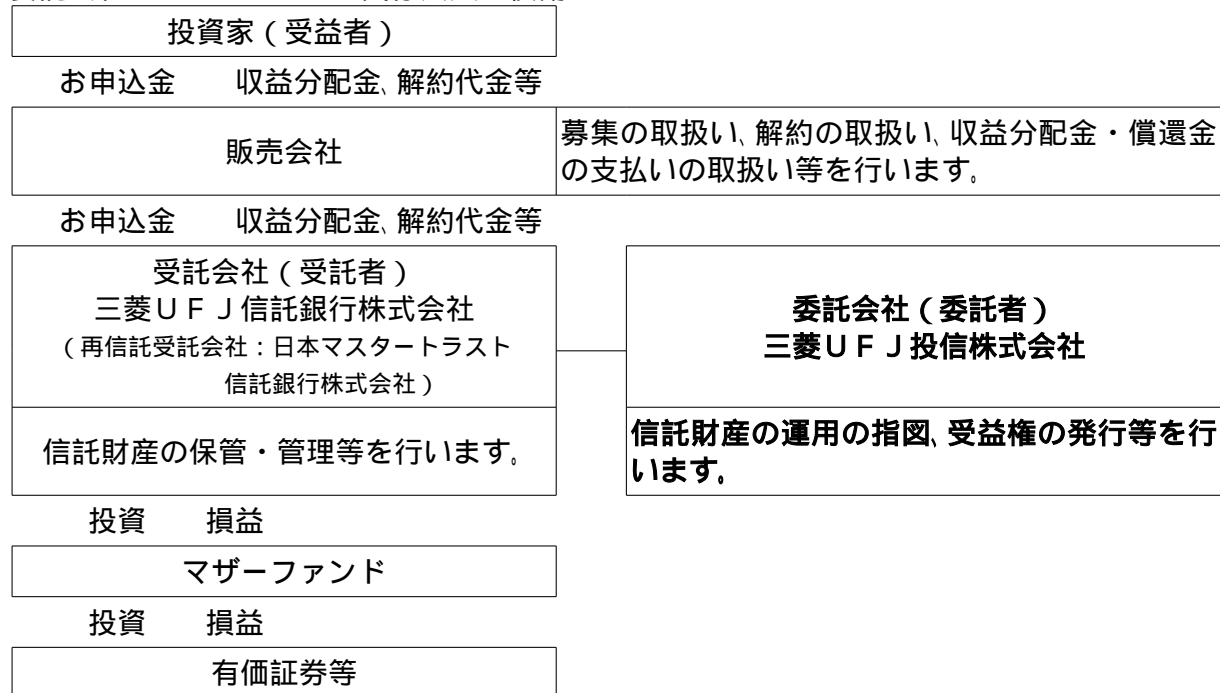 投資家(受益者)
お申込金 収益分配金、解約代金等
販売会社
募集の取扱い、解約の取扱い、収益分配金・償還金
の支払いの取扱い等を行います。
お申込金 収益分配金、解約代金等
受託会社(受託者)
三菱UFJ信託銀行株式会社
(再信託受託会社:日本マスタートラスト
信託銀行株式会社)
委託会社(委託者)
三菱UFJ投信株式会社
信託財産の保管・管理等を行います。
信託財産の運用の指図、受益権の発行等を行
います。
投資 損益
マザーファンド
投資 損益
有価証券等